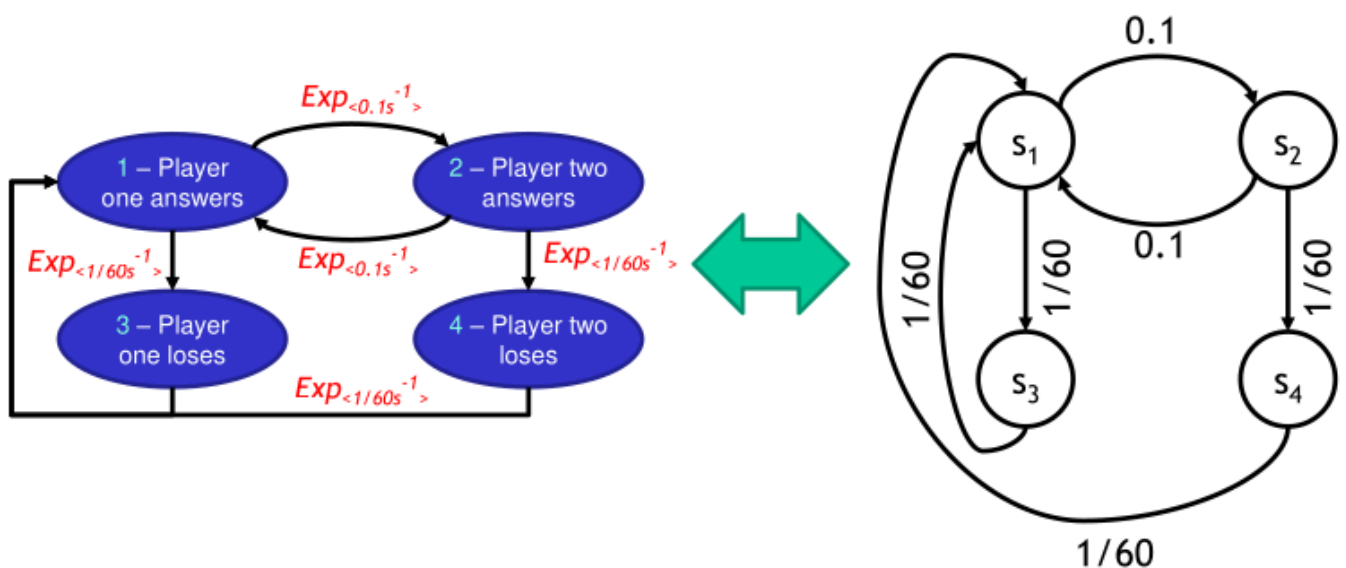 Exp<0.1s-1>
1 – Player
one answers
2 – Player two
answers
Exp<1/60s-1>
Exp<0.1s-1>
Exp<1/60s-1>
3 – Player
one loses
4 – Player two
loses
Exp<1/60s-1>
0.1
s1
s2
0.1
1/60
1/60
1/60
s3
s4
1/60